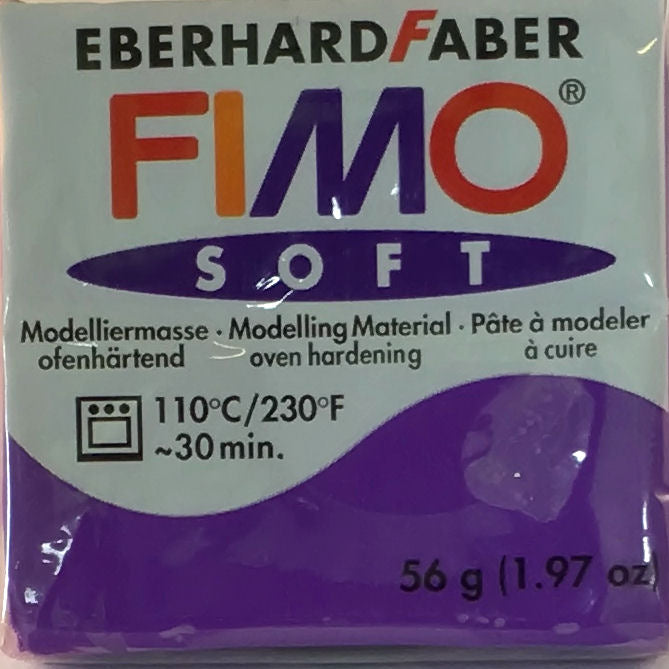 EBERHARDFABER
FIMO®
SOFT
Modelliermasse · Modelling Material · Pâte à modeler
ofenhärtend oven hardening à cuire
110°C/230°F
~30 min.
56 g (1.97 oz)